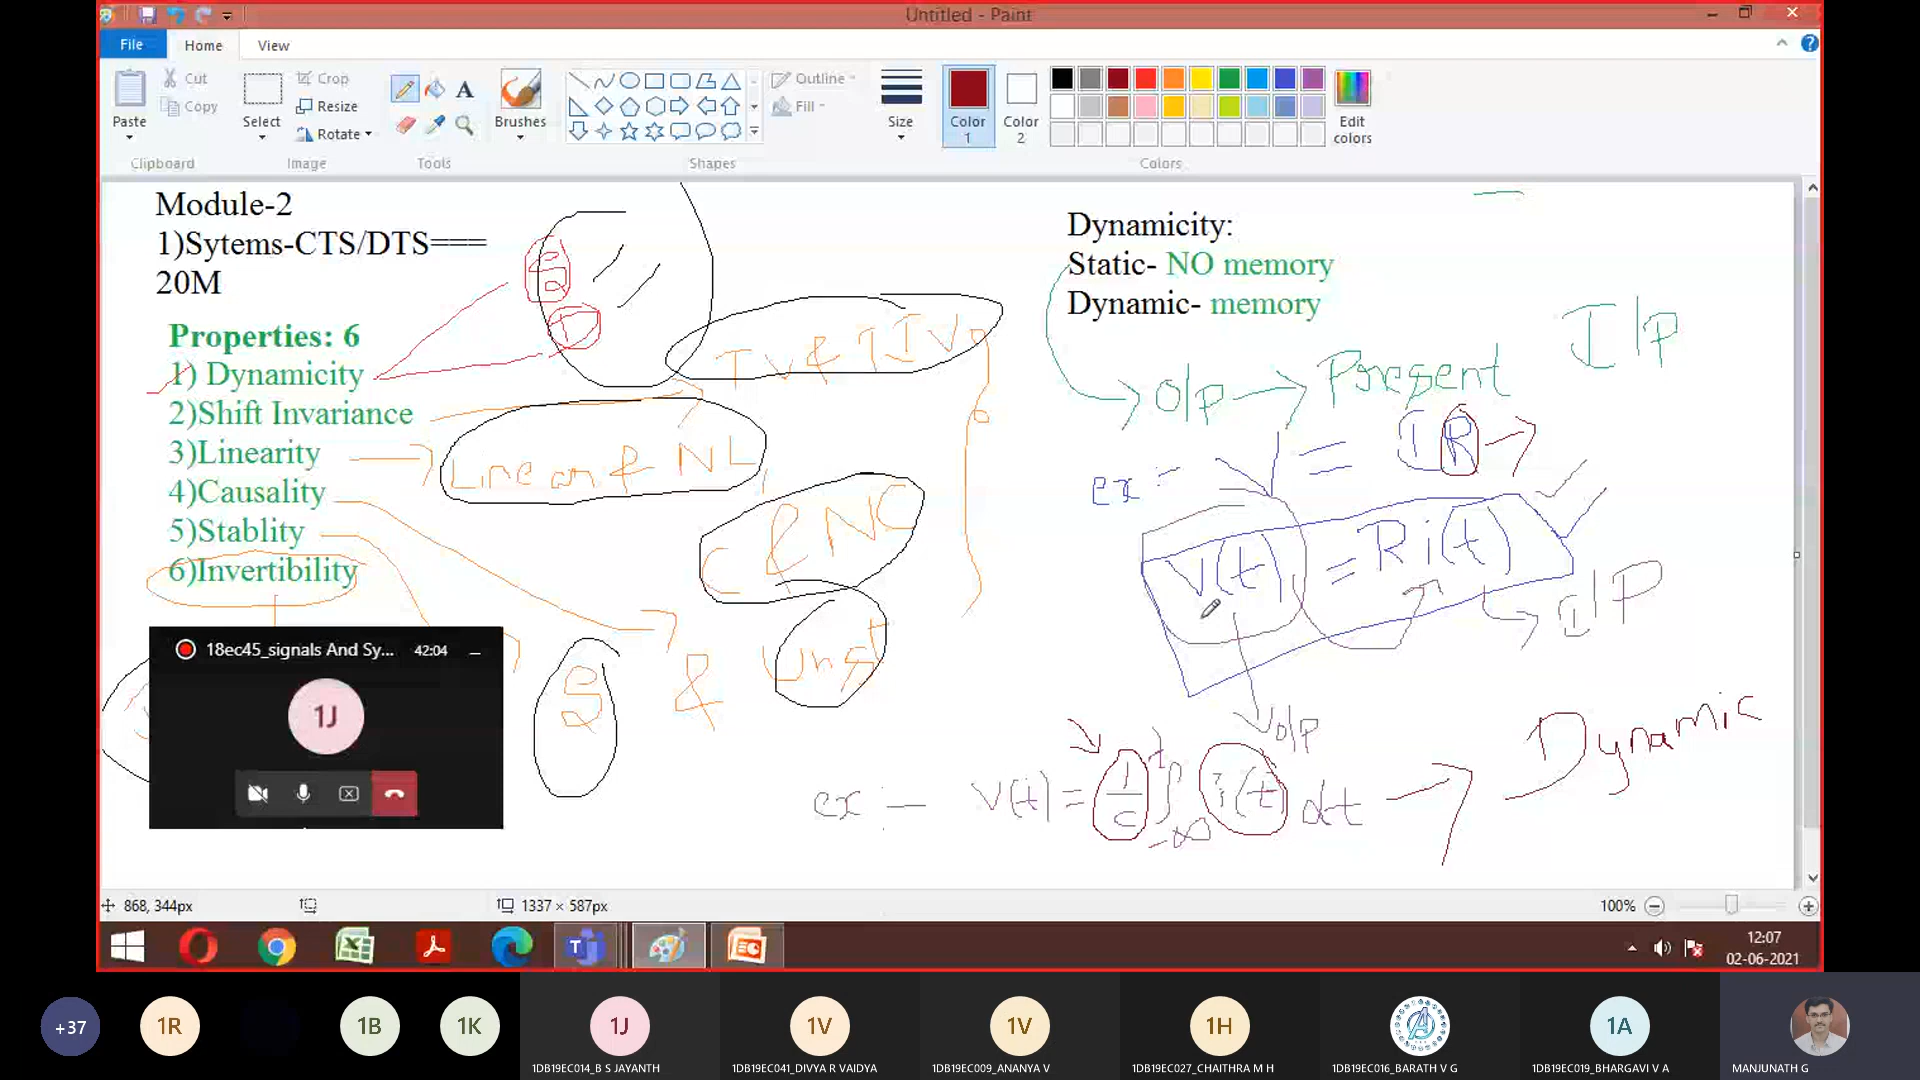 Untitled - Paint
File
Home
View
Paste
Cut
Copy
Clipboard
Select
Crop
Resize
Rotate
Image
A
Tools
Brushes
Shapes
Outline
Fill
Size
Color 1
Color 2
Edit colors
Colors
Module-2
1)Sytems-CTS/DTS===
20M
Properties: 6
1) Dynamicity
2)Shift Invariance
3)Linearity
4)Causality
5)Stablity
6)Invertibility
S
D
TV & TIV
Linear & NL
C & NC
S & Unst
Dynamicity:
Static- NO memory
Dynamic- memory
O/P → Present I/P
ex :- V = IR →
V(t) = R i(t)
I/P
O/P
ex :- V(t) = 1/c ∫ t -∞ i(t) dt → Dynamic
18ec45_signals And Sy... 42:04
1J
868, 344px
1337 × 587px
100%
12:07
02-06-2021
+37
1R
1B
1K
1J
1V
1V
1H
1A
1DB19EC014_B S JAYANTH
1DB19EC041_DIVYA R VAIDYA
1DB19EC009_ANANYA V
1DB19EC027_CHAITHRA M H
1DB19EC016_BARATH V G
1DB19EC019_BHARGAVI V A
MANJUNATH G